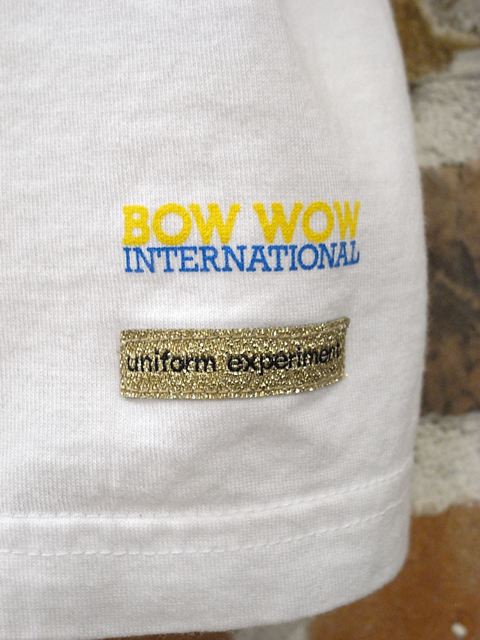 BOW WOW
INTERNATIONAL
uniform experiment